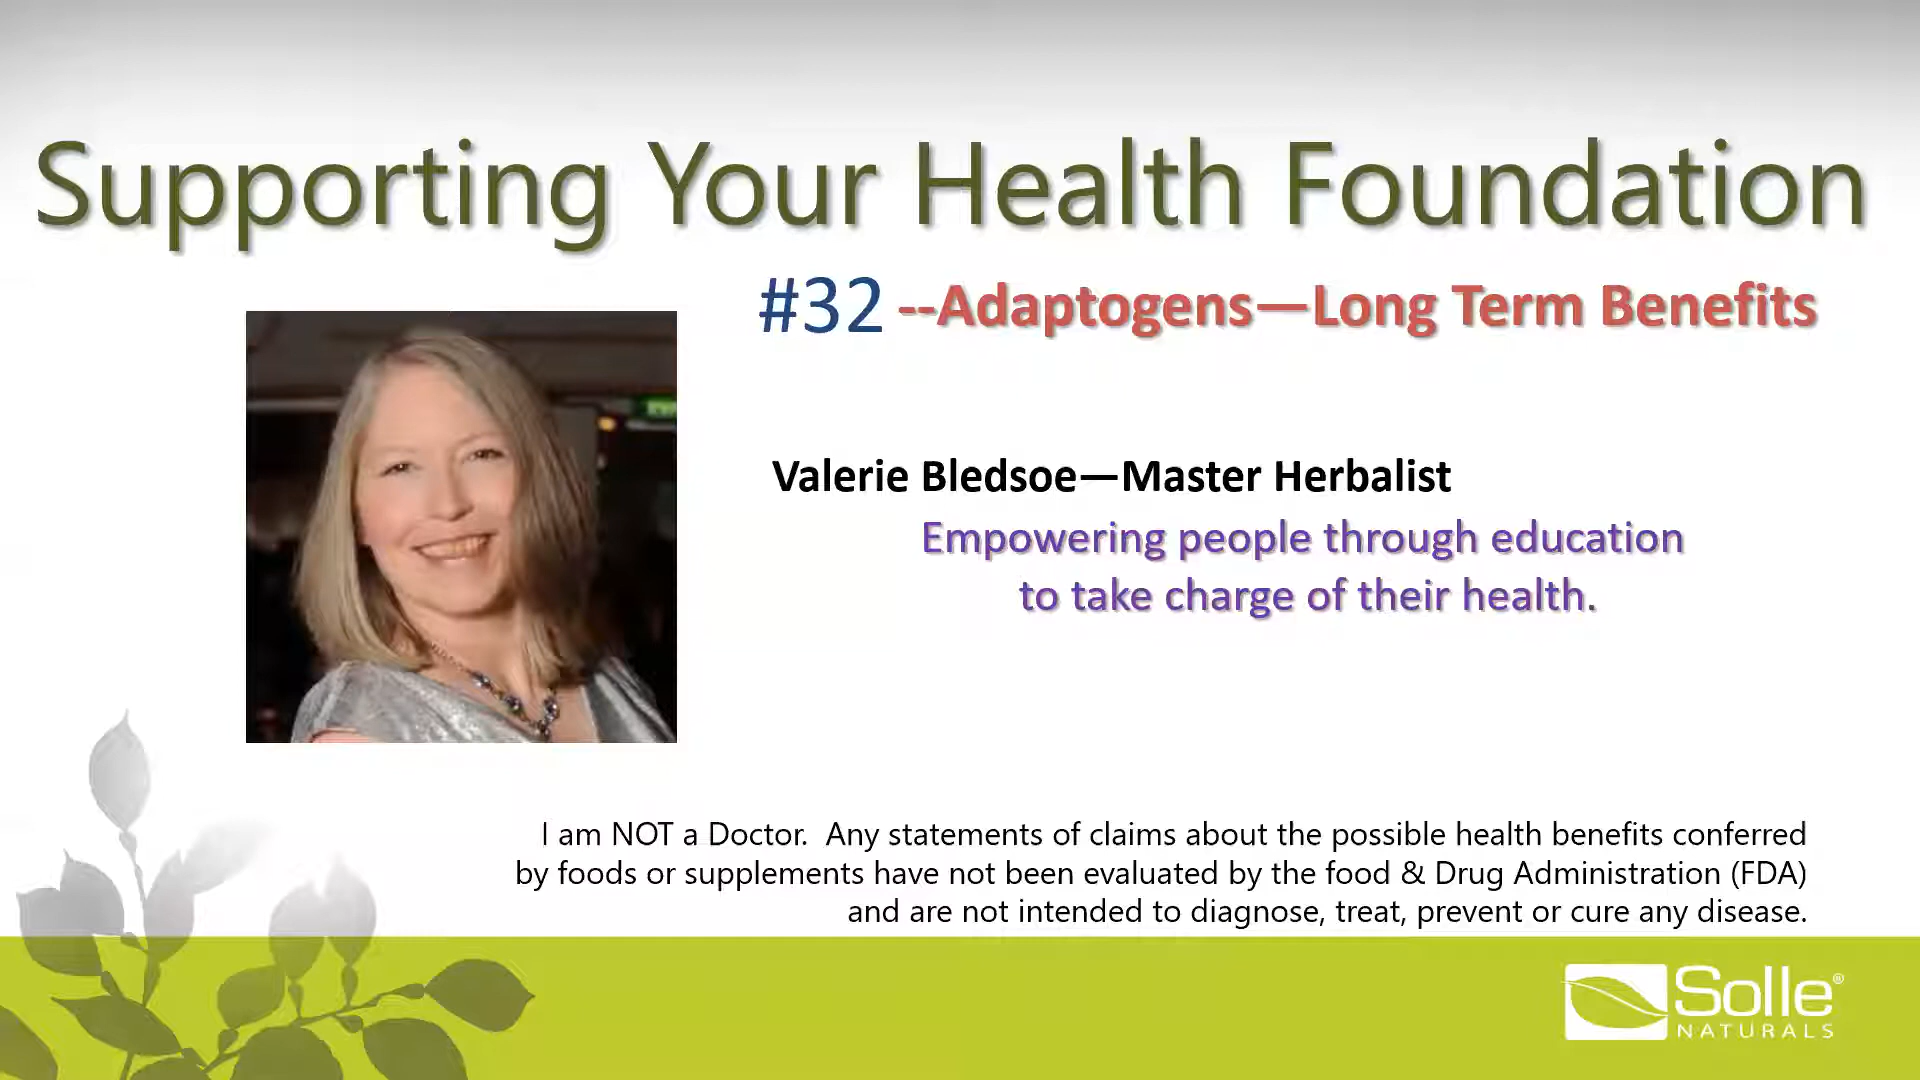 Supporting Your Health Foundation
#32 --Adaptogens—Long Term Benefits
Valerie Bledsoe—Master Herbalist
Empowering people through education
to take charge of their health.
I am NOT a Doctor.  Any statements of claims about the possible health benefits conferred
by foods or supplements have not been evaluated by the food & Drug Administration (FDA)
and are not intended to diagnose, treat, prevent or cure any disease.
Solle®
NATURALS